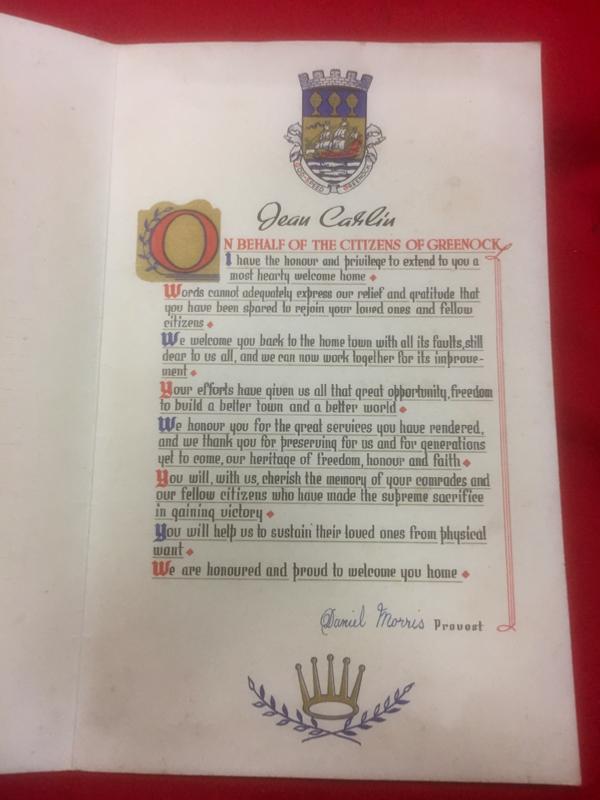 GOD SPEED GREENOCK
Jean Catlin
ON BEHALF OF THE CITIZENS OF GREENOCK
I have the honour and privilege to extend to you a
most hearty welcome home
Words cannot adequately express our relief and gratitude that
you have been spared to rejoin your loved ones and fellow
citizens
We welcome you back to the home town with all its faults, still
dear to us all, and we can now work together for its improve-
ment
Your efforts have given us all that great opportunity, freedom
to build a better town and a better world
We honour you for the great services you have rendered,
and we thank you for preserving for us and for generations
yet to come, our heritage of freedom, honour and faith
You will, with us, cherish the memory of your comrades and
our fellow citizens who have made the supreme sacrifice
in gaining victory
You will help us to sustain their loved ones from physical
want
We are honoured and proud to welcome you home
Daniel Morris Provost